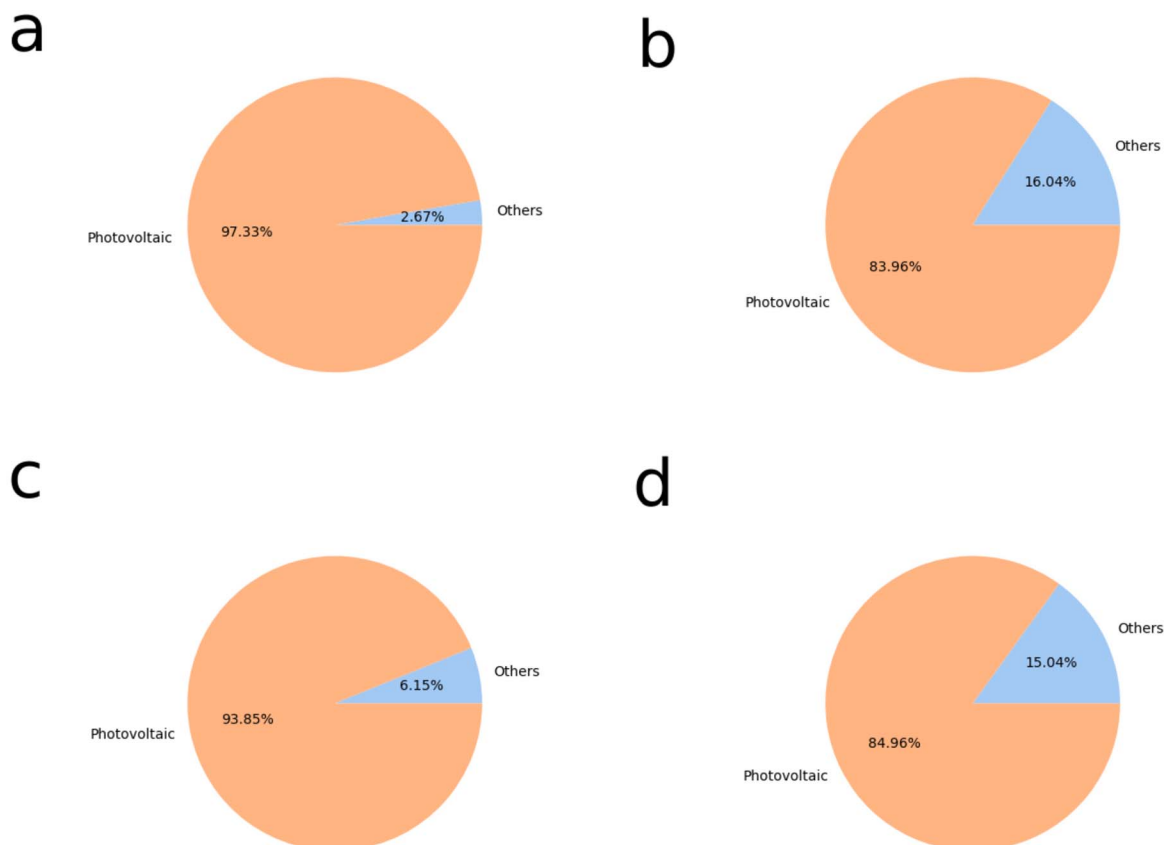 a
Others
2.67%
97.33%
Photovoltaic
b
Others
16.04%
83.96%
Photovoltaic
c
Others
6.15%
93.85%
Photovoltaic
d
Others
15.04%
84.96%
Photovoltaic